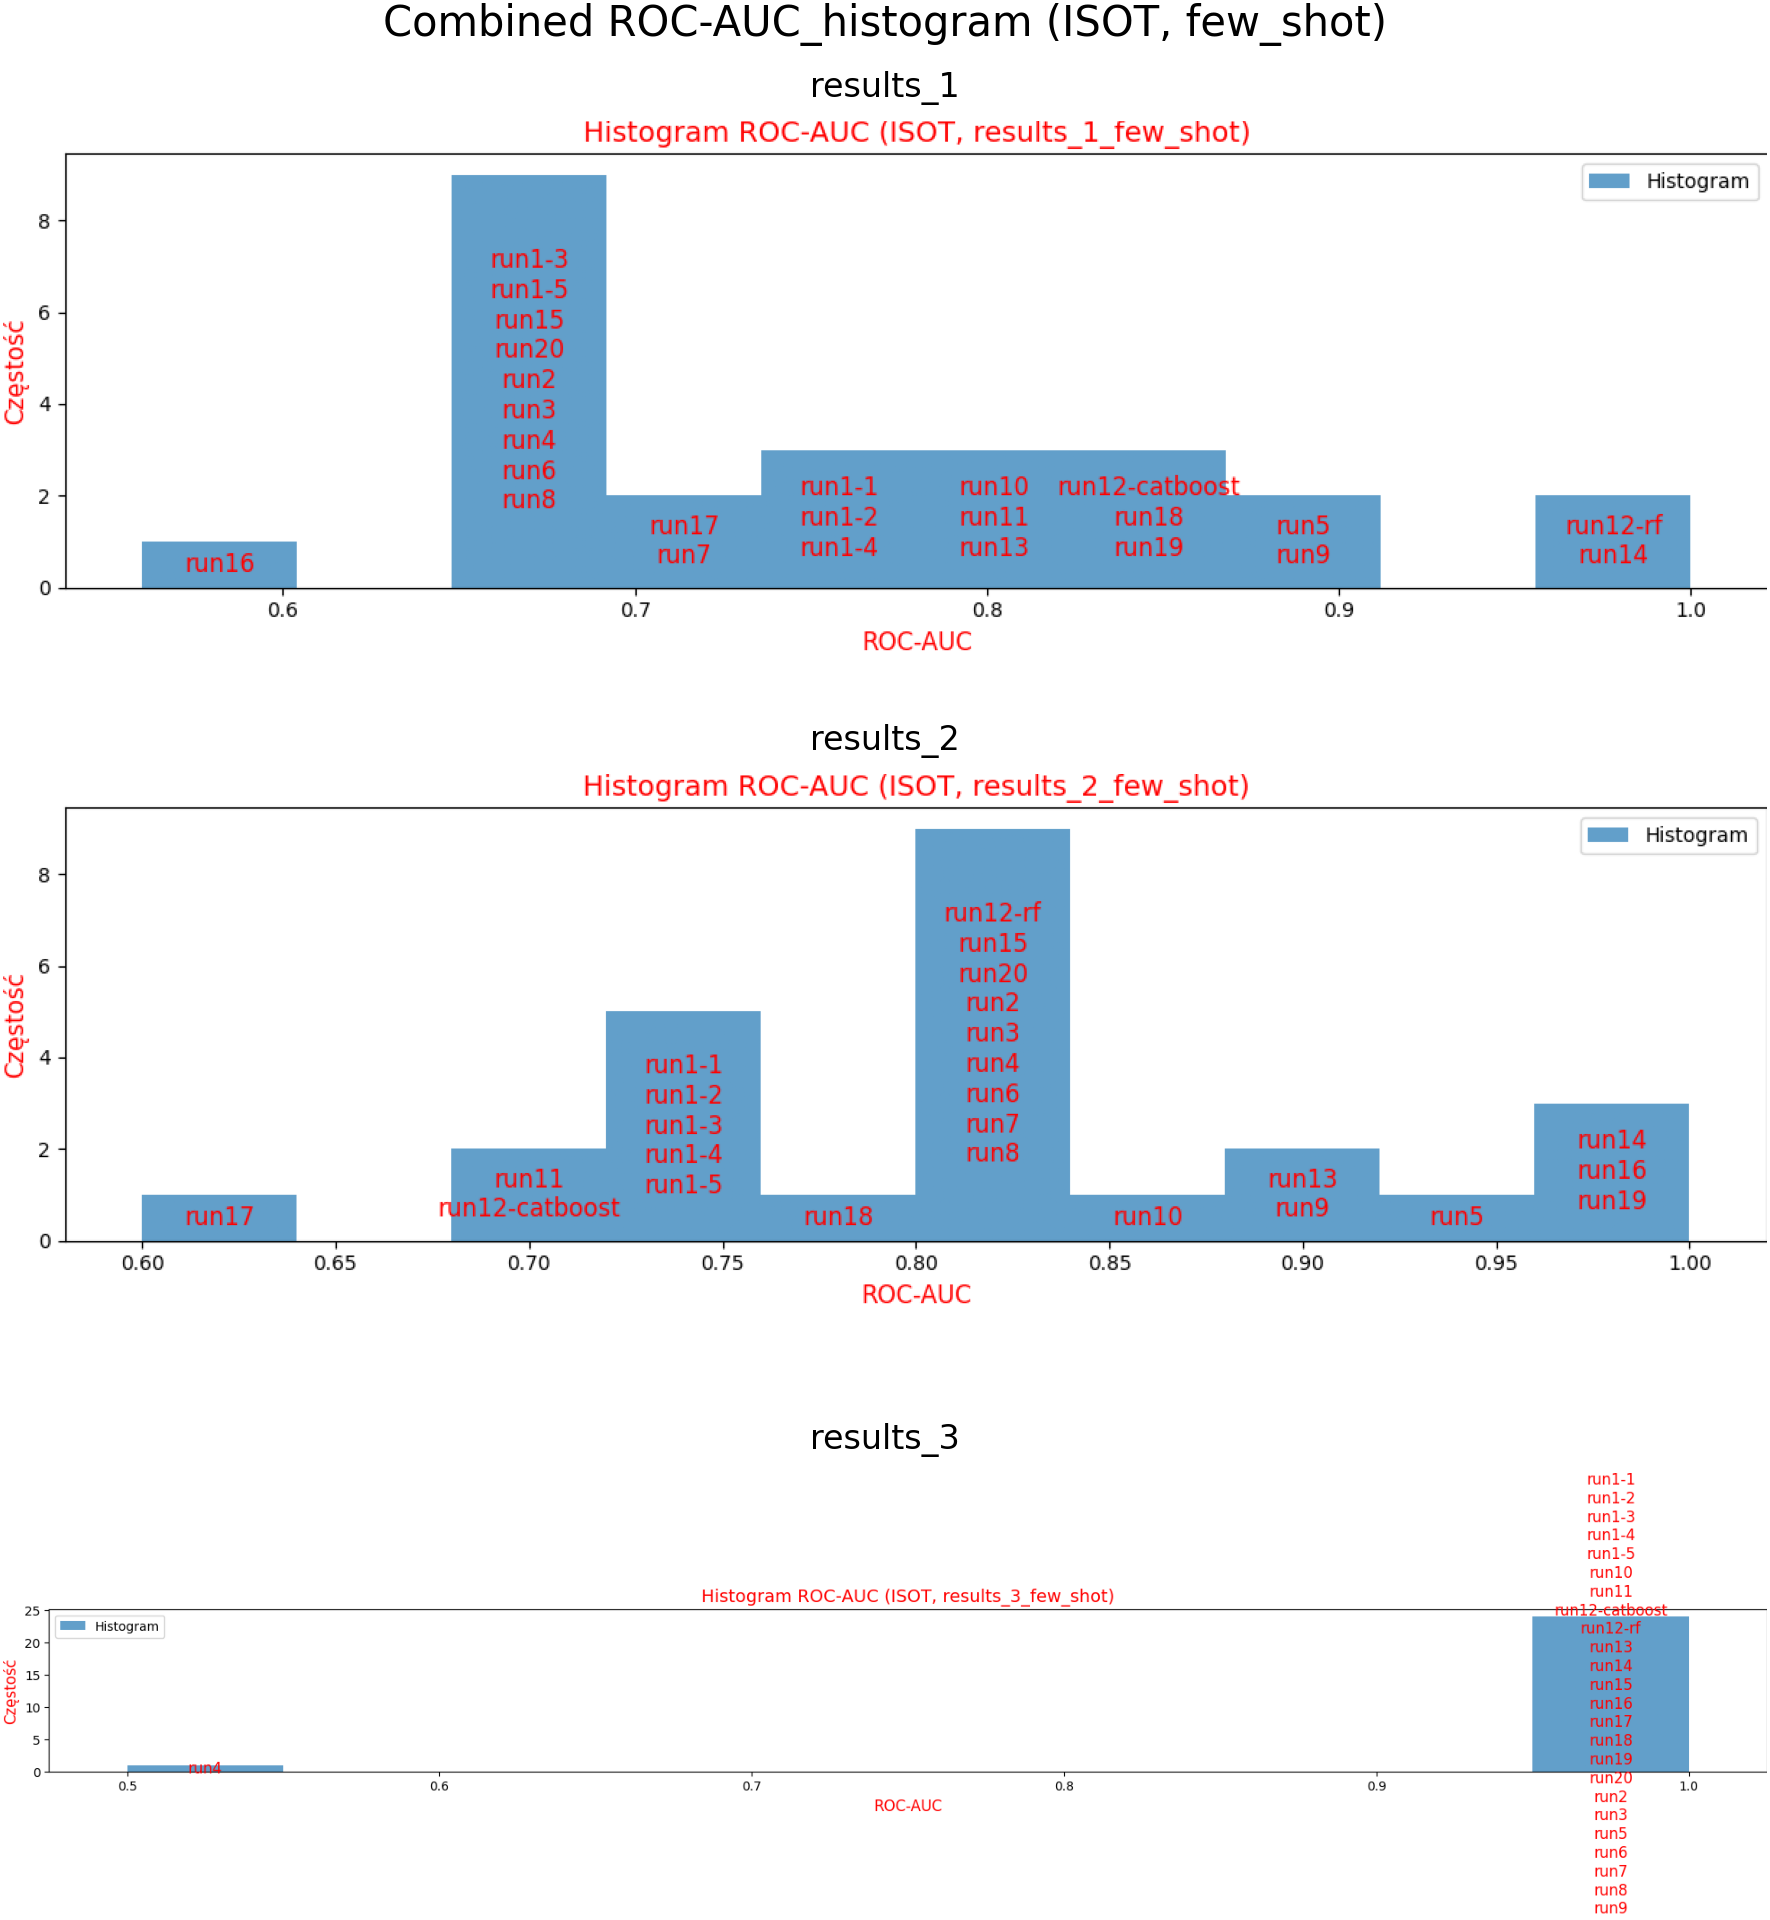 Combined ROC-AUC_histogram (ISOT, few_shot)
results_1
Histogram ROC-AUC (ISOT, results_1_few_shot)
Histogram
Częstość
8
6
4
2
0
run16
run1-3
run1-5
run15
run20
run2
run3
run4
run6
run8
run17
run7
run1-1
run1-2
run1-4
run10
run11
run13
run12-catboost
run18
run19
run5
run9
run12-rf
run14
0.6 0.7 0.8 0.9 1.0
ROC-AUC
results_2
Histogram ROC-AUC (ISOT, results_2_few_shot)
Histogram
Częstość
8
6
4
2
0
run17
run11
run12-catboost
run1-1
run1-2
run1-3
run1-4
run1-5
run18
run12-rf
run15
run20
run2
run3
run4
run6
run7
run8
run10
run13
run9
run5
run14
run16
run19
0.60 0.65 0.70 0.75 0.80 0.85 0.90 0.95 1.00
ROC-AUC
results_3
Histogram ROC-AUC (ISOT, results_3_few_shot)
Histogram
Częstość
25
20
15
10
5
0
run4
run1-1
run1-2
run1-3
run1-4
run1-5
run10
run11
run12-catboost
run12-rf
run13
run14
run15
run16
run17
run18
run19
run20
run2
run3
run5
run6
run7
run8
run9
0.5 0.6 0.7 0.8 0.9 1.0
ROC-AUC